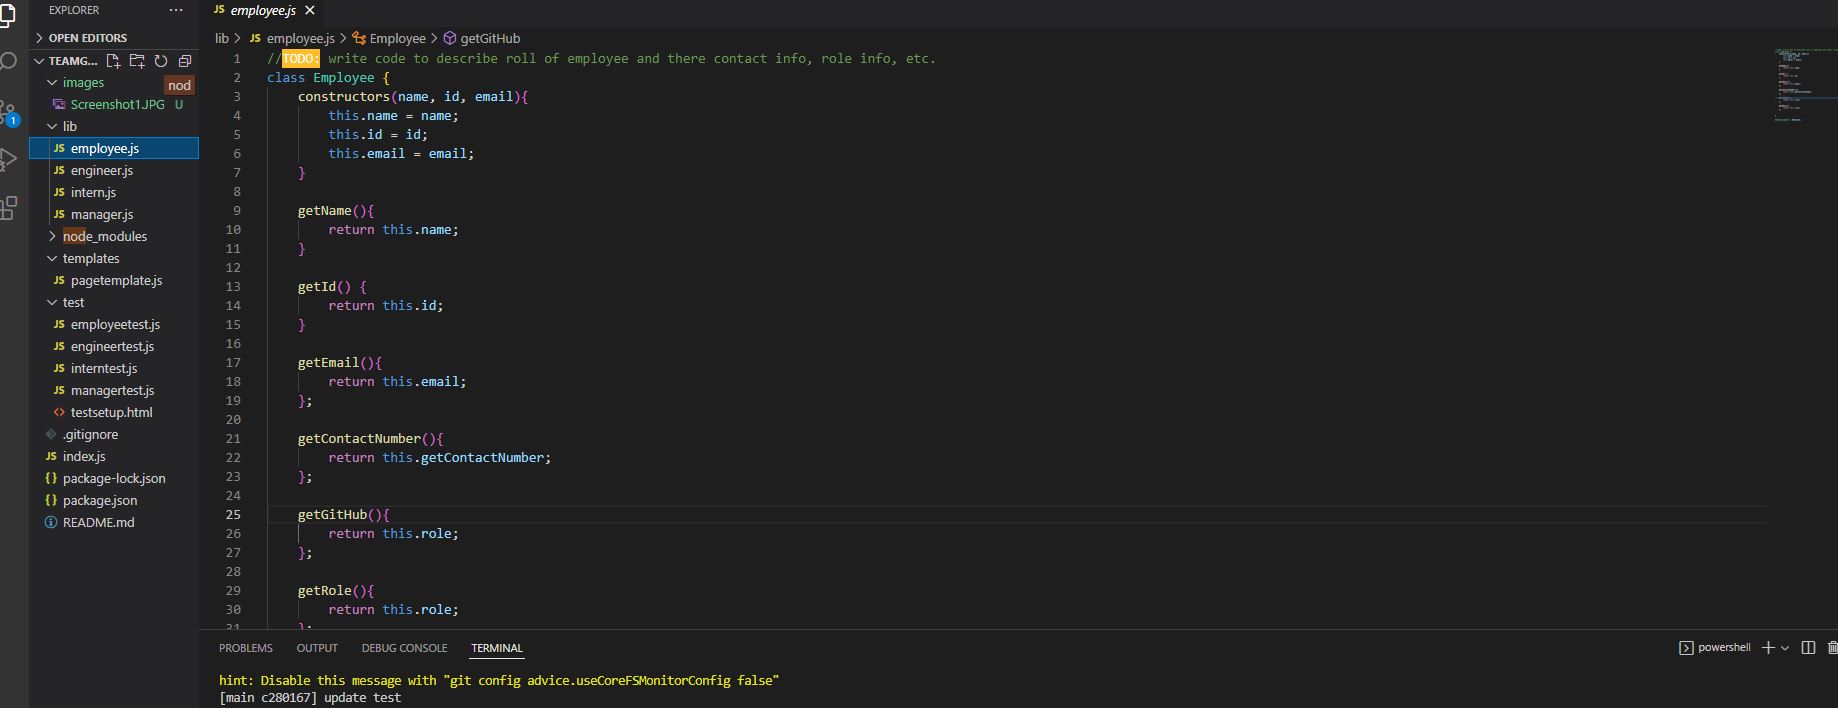 EXPLORER
OPEN EDITORS
TEAMG...
images
nod
Screenshot1.JPG U
1
lib
JS employee.js
JS engineer.js
JS intern.js
JS manager.js
node_modules
templates
JS pagetemplate.js
test
JS employeetest.js
JS engineertest.js
JS interntest.js
JS managertest.js
<> testsetup.html
.gitignore
JS index.js
{} package-lock.json
{} package.json
README.md
JS employee.js
lib > JS employee.js > Employee > getGitHub
1 //TODO: write code to describe roll of employee and there contact info, role info, etc.
2 class Employee {
3 constructors(name, id, email){
4 this.name = name;
5 this.id = id;
6 this.email = email;
7 }
8
9 getName(){
10 return this.name;
11 }
12
13 getId() {
14 return this.id;
15 }
16
17 getEmail(){
18 return this.email;
19 };
20
21 getContactNumber(){
22 return this.getContactNumber;
23 };
24
25 getGitHub(){
26 return this.role;
27 };
28
29 getRole(){
30 return this.role;
31 };
PROBLEMS OUTPUT DEBUG CONSOLE TERMINAL powershell
hint: Disable this message with "git config advice.useCoreFSMonitorConfig false"
[main c280167] update test